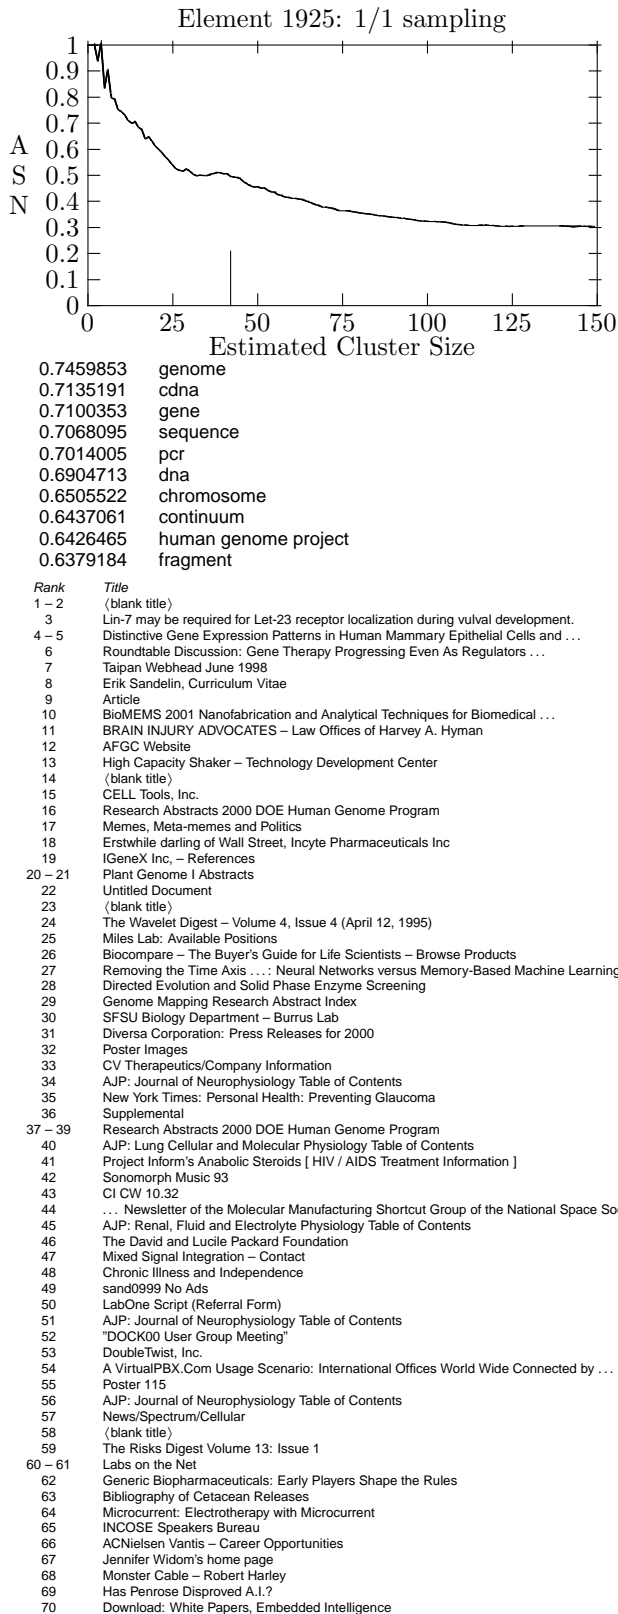 Element 1925: 1/1 sampling
1
0.9
0.8
0.7
0.6
0.5
0.4
0.3
0.2
0.1
0
A
S
N
0 25 50 75 100 125 150
Estimated Cluster Size
0.7459853 genome
0.7135191 cdna
0.7100353 gene
0.7068095 sequence
0.7014005 pcr
0.6904713 dna
0.6505522 chromosome
0.6437061 continuum
0.6426465 human genome project
0.6379184 fragment
Rank Title
1 – 2 ⟨blank title⟩
3 Lin-7 may be required for Let-23 receptor localization during vulval development.
4 – 5 Distinctive Gene Expression Patterns in Human Mammary Epithelial Cells and . . .
6 Roundtable Discussion: Gene Therapy Progressing Even As Regulators . . .
7 Taipan Webhead June 1998
8 Erik Sandelin, Curriculum Vitae
9 Article
10 BioMEMS 2001 Nanofabrication and Analytical Techniques for Biomedical . . .
11 BRAIN INJURY ADVOCATES – Law Offices of Harvey A. Hyman
12 AFGC Website
13 High Capacity Shaker – Technology Development Center
14 ⟨blank title⟩
15 CELL Tools, Inc.
16 Research Abstracts 2000 DOE Human Genome Program
17 Memes, Meta-memes and Politics
18 Erstwhile darling of Wall Street, Incyte Pharmaceuticals Inc
19 IGeneX Inc, – References
20 – 21 Plant Genome I Abstracts
22 Untitled Document
23 ⟨blank title⟩
24 The Wavelet Digest – Volume 4, Issue 4 (April 12, 1995)
25 Miles Lab: Available Positions
26 Biocompare – The Buyer's Guide for Life Scientists – Browse Products
27 Removing the Time Axis . . . : Neural Networks versus Memory-Based Machine Learning
28 Directed Evolution and Solid Phase Enzyme Screening
29 Genome Mapping Research Abstract Index
30 SFSU Biology Department – Burrus Lab
31 Diversa Corporation: Press Releases for 2000
32 Poster Images
33 CV Therapeutics/Company Information
34 AJP: Journal of Neurophysiology Table of Contents
35 New York Times: Personal Health: Preventing Glaucoma
36 Supplemental
37 – 39 Research Abstracts 2000 DOE Human Genome Program
40 AJP: Lung Cellular and Molecular Physiology Table of Contents
41 Project Inform's Anabolic Steroids [ HIV / AIDS Treatment Information ]
42 Sonomorph Music 93
43 CI CW 10.32
44 . . . Newsletter of the Molecular Manufacturing Shortcut Group of the National Space So
45 AJP: Renal, Fluid and Electrolyte Physiology Table of Contents
46 The David and Lucile Packard Foundation
47 Mixed Signal Integration – Contact
48 Chronic Illness and Independence
49 sand0999 No Ads
50 LabOne Script (Referral Form)
51 AJP: Journal of Neurophysiology Table of Contents
52 "DOCK00 User Group Meeting"
53 DoubleTwist, Inc.
54 A VirtualPBX.Com Usage Scenario: International Offices World Wide Connected by . . .
55 Poster 115
56 AJP: Journal of Neurophysiology Table of Contents
57 News/Spectrum/Cellular
58 ⟨blank title⟩
59 The Risks Digest Volume 13: Issue 1
60 – 61 Labs on the Net
62 Generic Biopharmaceuticals: Early Players Shape the Rules
63 Bibliography of Cetacean Releases
64 Microcurrent: Electrotherapy with Microcurrent
65 INCOSE Speakers Bureau
66 ACNielsen Vantis – Career Opportunities
67 Jennifer Widom's home page
68 Monster Cable – Robert Harley
69 Has Penrose Disproved A.I.?
70 Download: White Papers, Embedded Intelligence